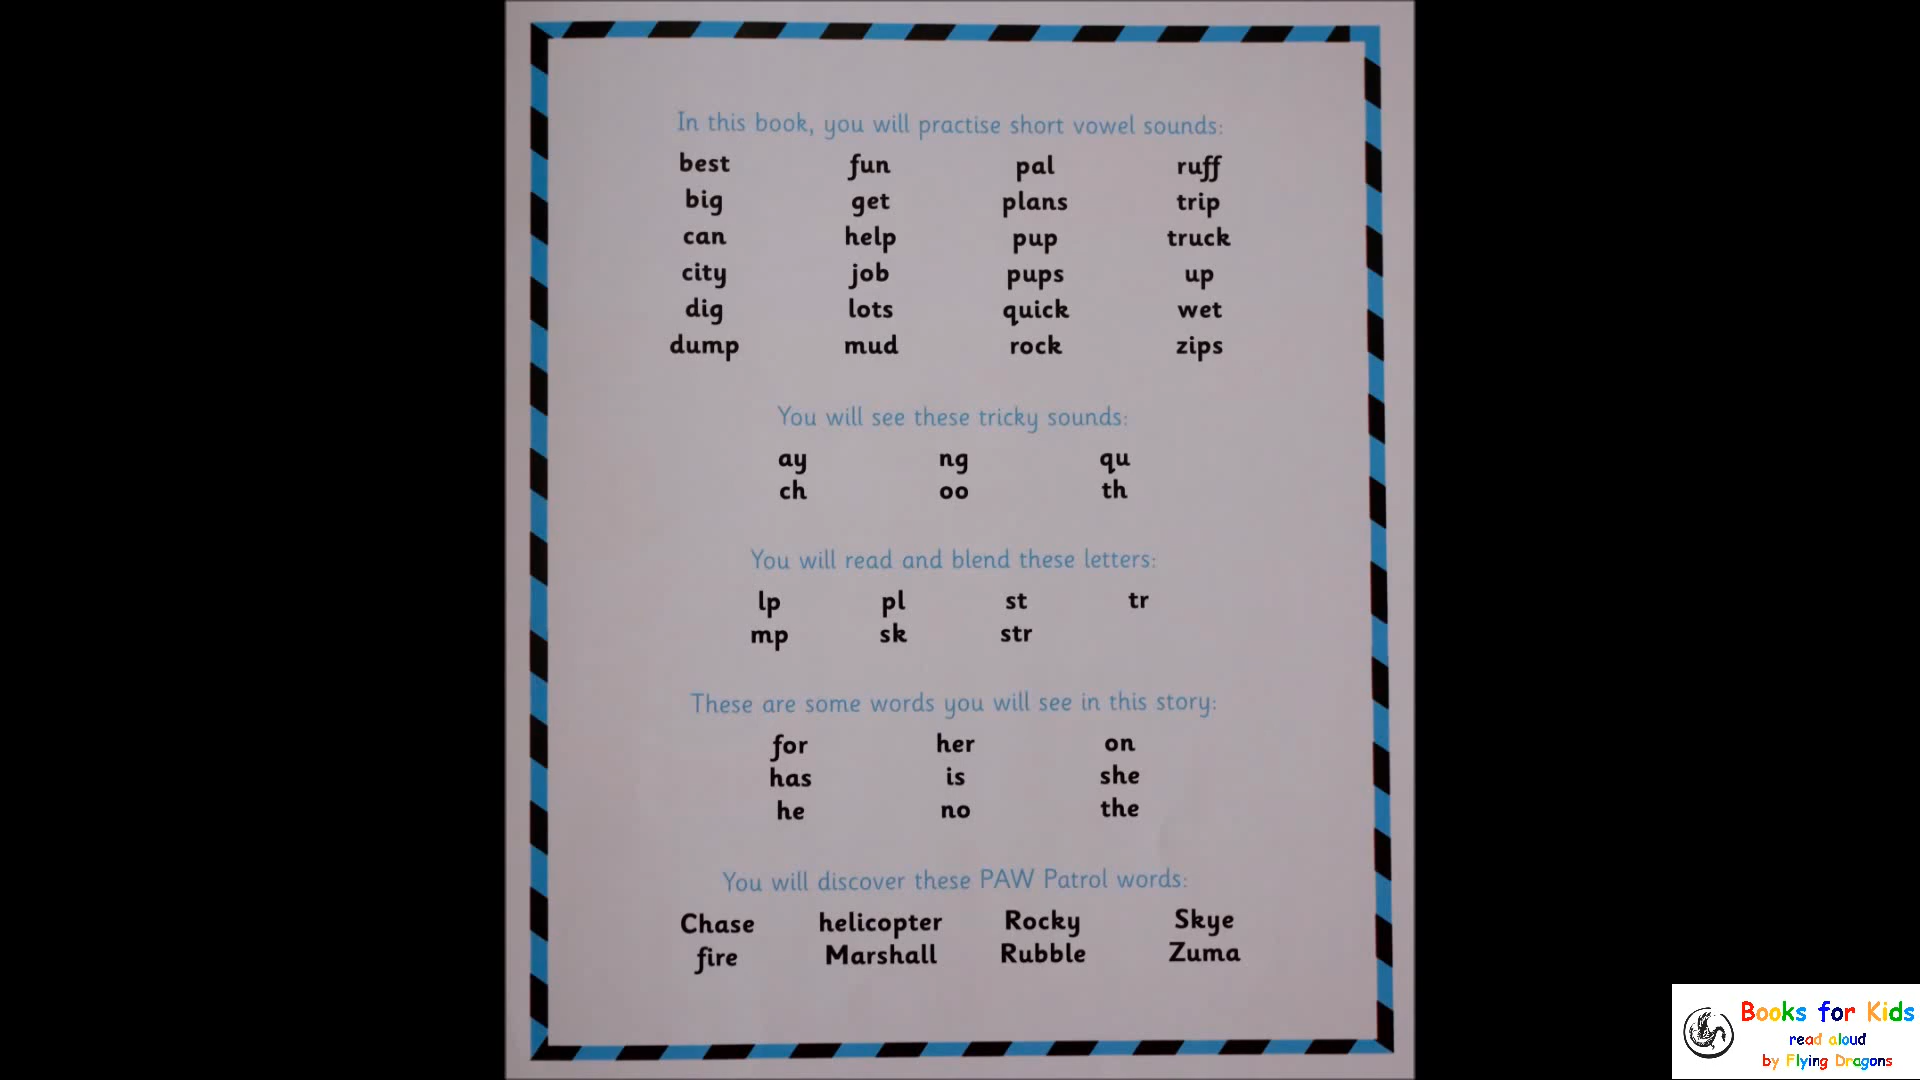 In this book, you will practise short vowel sounds:
best fun pal ruff
big get plans trip
can help pup truck
city job pups up
dig lots quick wet
dump mud rock zips
You will see these tricky sounds:
ay ng qu
ch oo th
You will read and blend these letters:
lp pl st tr
mp sk str
These are some words you will see in this story:
for her on
has is she
he no the
You will discover these PAW Patrol words:
Chase helicopter Rocky Skye
fire Marshall Rubble Zuma
Books for Kids
read aloud
by Flying Dragons